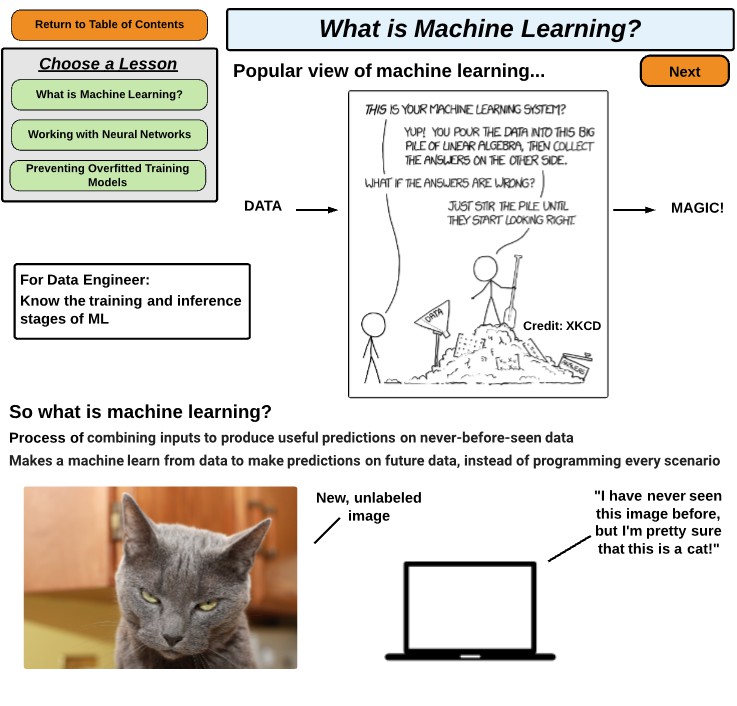 Return to Table of Contents
What is Machine Learning?
Choose a Lesson
What is Machine Learning?
Working with Neural Networks
Preventing Overfitted Training
Models
Popular view of machine learning...
Next
THIS IS YOUR MACHINE LEARNING SYSTEM?
YUP! YOU POUR THE DATA INTO THIS BIG
PILE OF LINEAR ALGEBRA, THEN COLLECT
THE ANSWERS ON THE OTHER SIDE.
WHAT IF THE ANSWERS ARE WRONG?
JUST STIR THE PILE UNTIL
THEY START LOOKING RIGHT.
DATA
MAGIC!
DATA
Credit: XKCD
For Data Engineer:
Know the training and inference
stages of ML
So what is machine learning?
Process of combining inputs to produce useful predictions on never-before-seen data
Makes a machine learn from data to make predictions on future data, instead of programming every scenario
New, unlabeled
image
"I have never seen
this image before,
but I'm pretty sure
that this is a cat!"